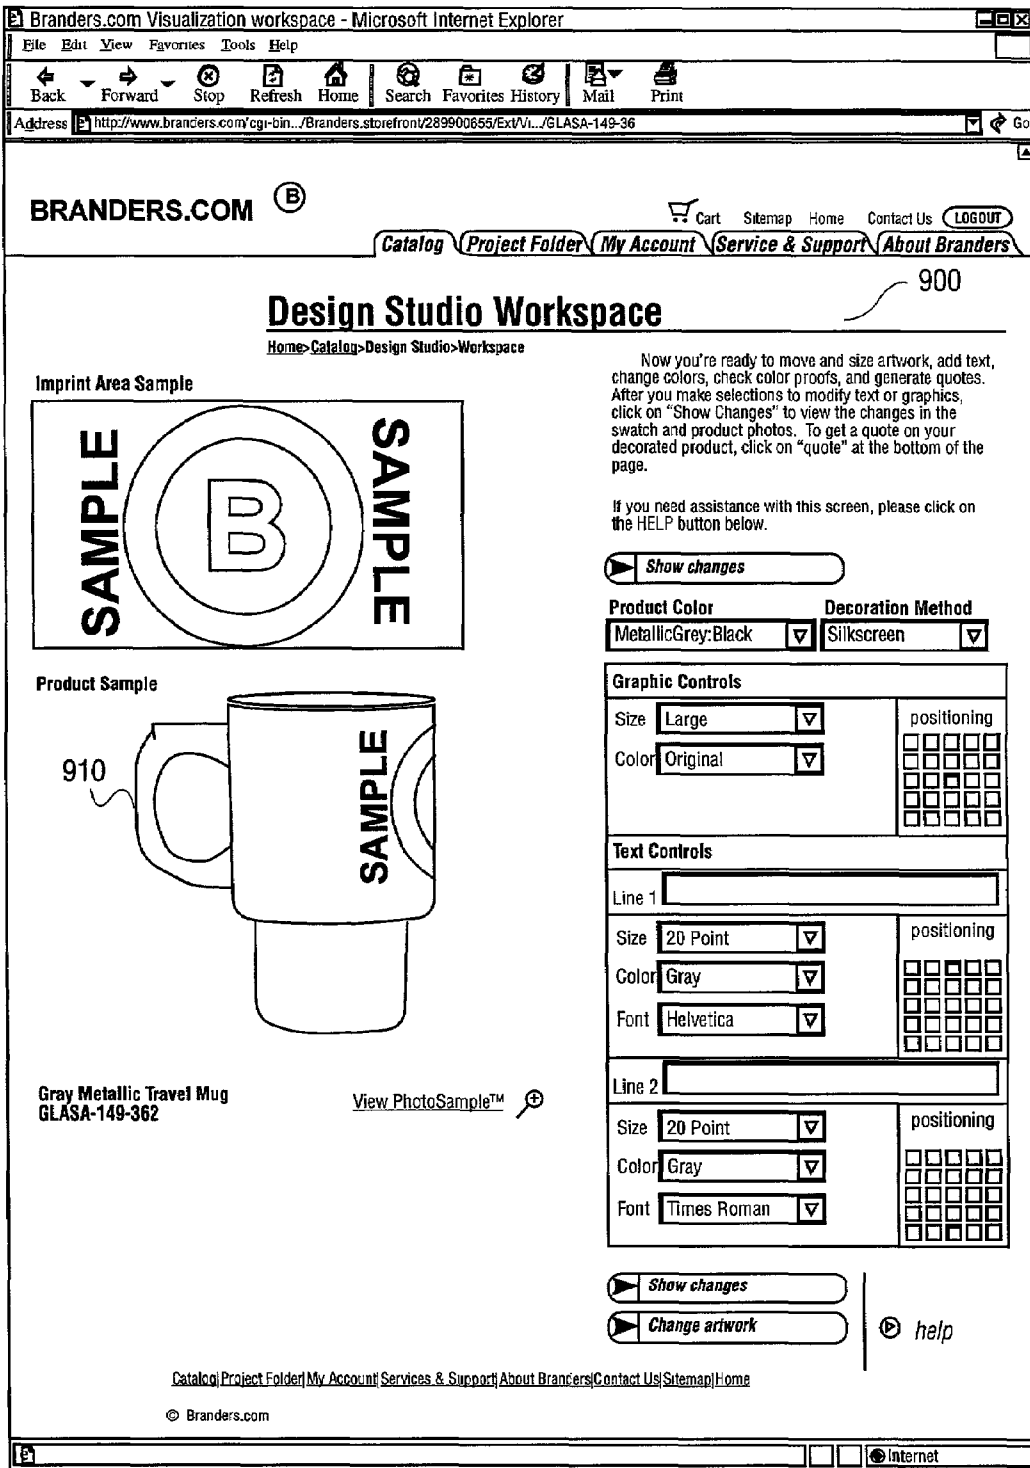 Branders.com Visualization workspace - Microsoft Internet Explorer
File Edit View Favorites Tools Help
Back Forward Stop Refresh Home Search Favorites History Mail Print
Address http://www.branders.com/cgi-bin.../Branders.storefront/289900655/Ext/Vi.../GLASA-149-36 Go
BRANDERS.COM B
Cart Sitemap Home Contact Us LOGOUT
Catalog Project Folder My Account Service & Support About Branders
900
Design Studio Workspace
Home>Catalog>Design Studio>Workspace
Now you're ready to move and size artwork, add text,
change colors, check color proofs, and generate quotes.
After you make selections to modify text or graphics,
click on "Show Changes" to view the changes in the
swatch and product photos. To get a quote on your
decorated product, click on "quote" at the bottom of the
page.
If you need assistance with this screen, please click on
the HELP button below.
Imprint Area Sample
SAMPLE B SAMPLE
Show changes
Product Color Decoration Method
MetallicGrey:Black Silkscreen
Product Sample
SAMPLE
910
Graphic Controls
Size Large positioning
Color Original
Text Controls
Line 1
Size 20 Point positioning
Color Gray
Font Helvetica
Line 2
Size 20 Point positioning
Color Gray
Font Times Roman
Gray Metallic Travel Mug
GLASA-149-362
View PhotoSample™
Show changes
Change artwork
help
Catalog|Project Folder|My Account|Services & Support|About Branders|Contact Us|Sitemap|Home
© Branders.com
Internet